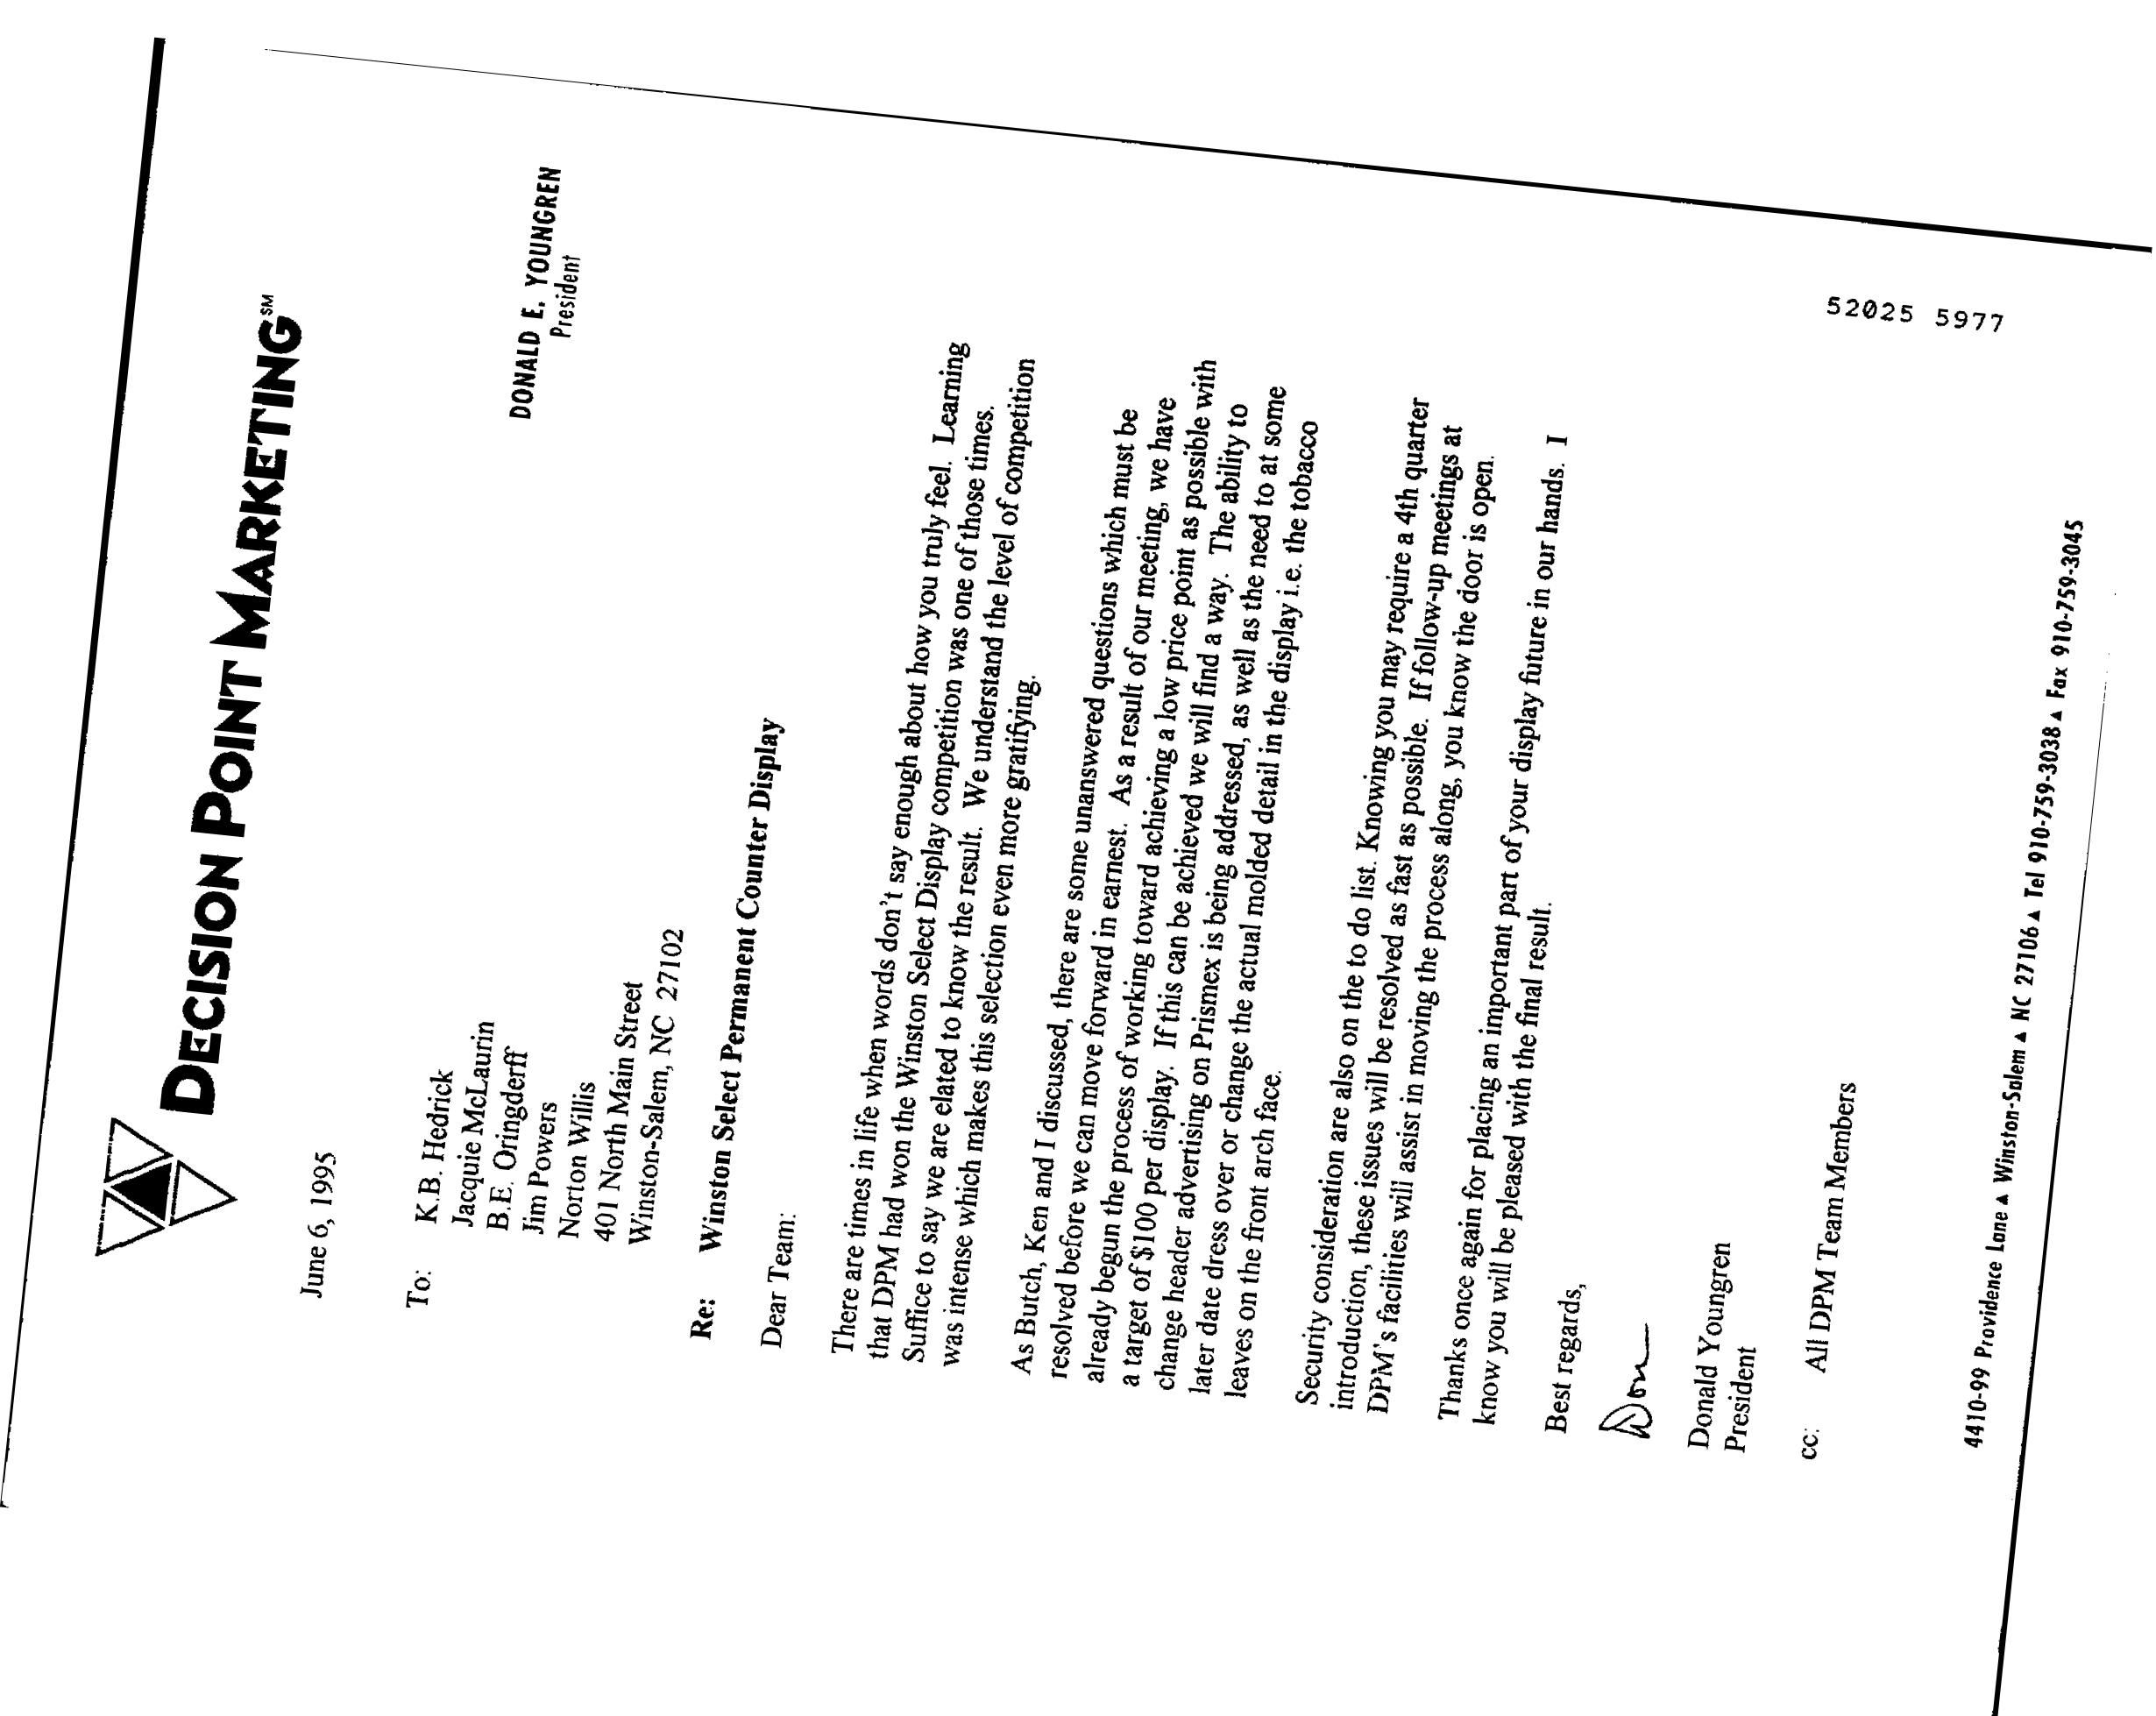 DECISION POINT MARKETING SM
DONALD E. YOUNGREN
President
June 6, 1995
To: K.B. Hedrick
Jacquie McLaurin
B.E. Oringderff
Jim Powers
Norton Willis
401 North Main Street
Winston-Salem, NC 27102
Re: Winston Select Permanent Counter Display
Dear Team:
There are times in life when words don't say enough about how you truly feel. Learning
that DPM had won the Winston Select Display competition was one of those times.
Suffice to say we are elated to know the result. We understand the level of competition
was intense which makes this selection even more gratifying.
As Butch, Ken and I discussed, there are some unanswered questions which must be
resolved before we can move forward in earnest. As a result of our meeting, we have
already begun the process of working toward achieving a low price point as possible with
a target of $100 per display. If this can be achieved we will find a way. The ability to
change header advertising on Prismex is being addressed, as well as the need to at some
later date dress over or change the actual molded detail in the display i.e. the tobacco
leaves on the front arch face.
Security consideration are also on the to do list. Knowing you may require a 4th quarter
introduction, these issues will be resolved as fast as possible. If follow-up meetings at
DPM's facilities will assist in moving the process along, you know the door is open.
Thanks once again for placing an important part of your display future in our hands. I
know you will be pleased with the final result.
Best regards,
Don
Donald Youngren
President
cc: All DPM Team Members
52025 5977
4410-99 Providence Lane ▲ Winston-Salem ▲ NC 27106 ▲ Tel 910-759-3038 ▲ Fax 910-759-3045